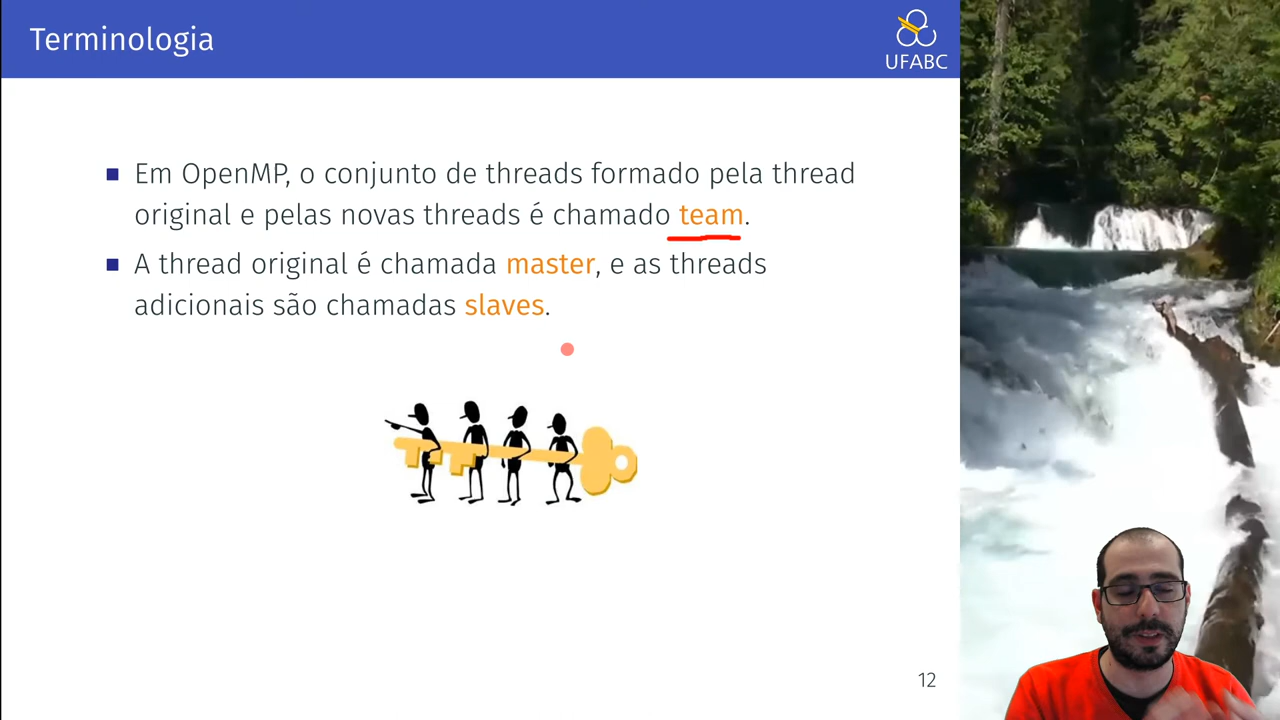 Terminologia
UFABC
Em OpenMP, o conjunto de threads formado pela thread
original e pelas novas threads é chamado team.
A thread original é chamada master, e as threads
adicionais são chamadas slaves.
12